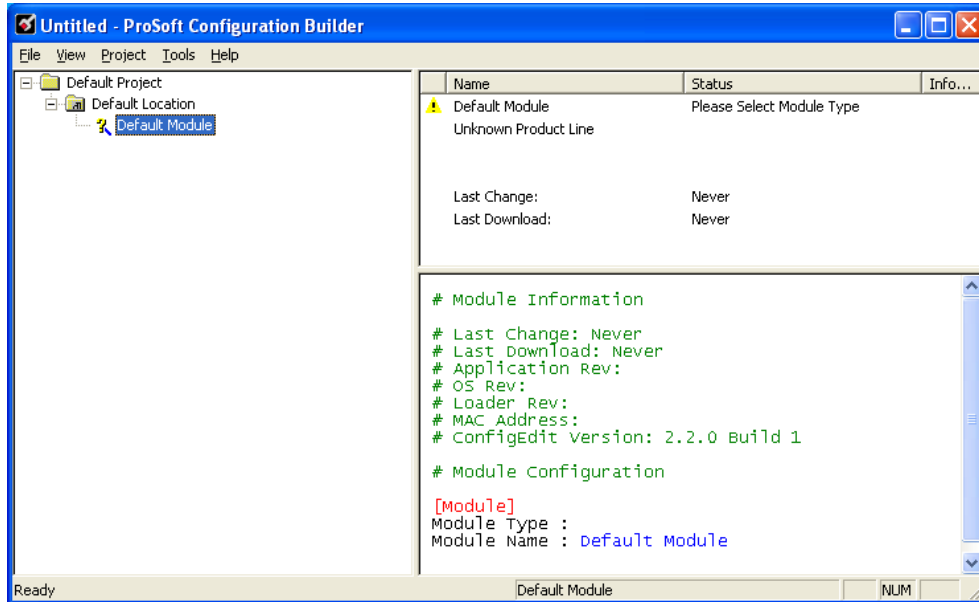 Untitled - ProSoft Configuration Builder
File View Project Tools Help
Default Project
Default Location
Default Module
Name Status Info...
Default Module Please Select Module Type
Unknown Product Line
Last Change: Never
Last Download: Never
# Module Information
# Last Change: Never
# Last Download: Never
# Application Rev:
# OS Rev:
# Loader Rev:
# MAC Address:
# ConfigEdit Version: 2.2.0 Build 1
# Module Configuration
[Module]
Module Type :
Module Name : Default Module
Ready Default Module NUM